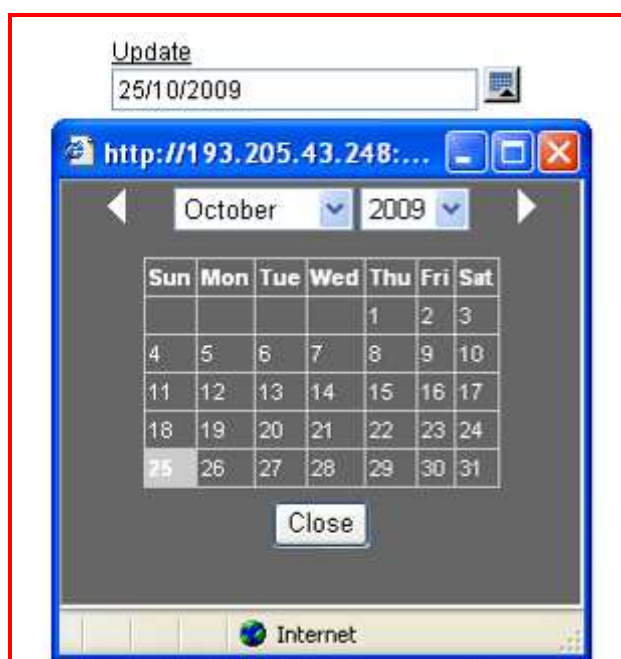 Update
25/10/2009
http://193.205.43.248:...
October 2009
Sun Mon Tue Wed Thu Fri Sat
1 2 3
4 5 6 7 8 9 10
11 12 13 14 15 16 17
18 19 20 21 22 23 24
25 26 27 28 29 30 31
Close
Internet